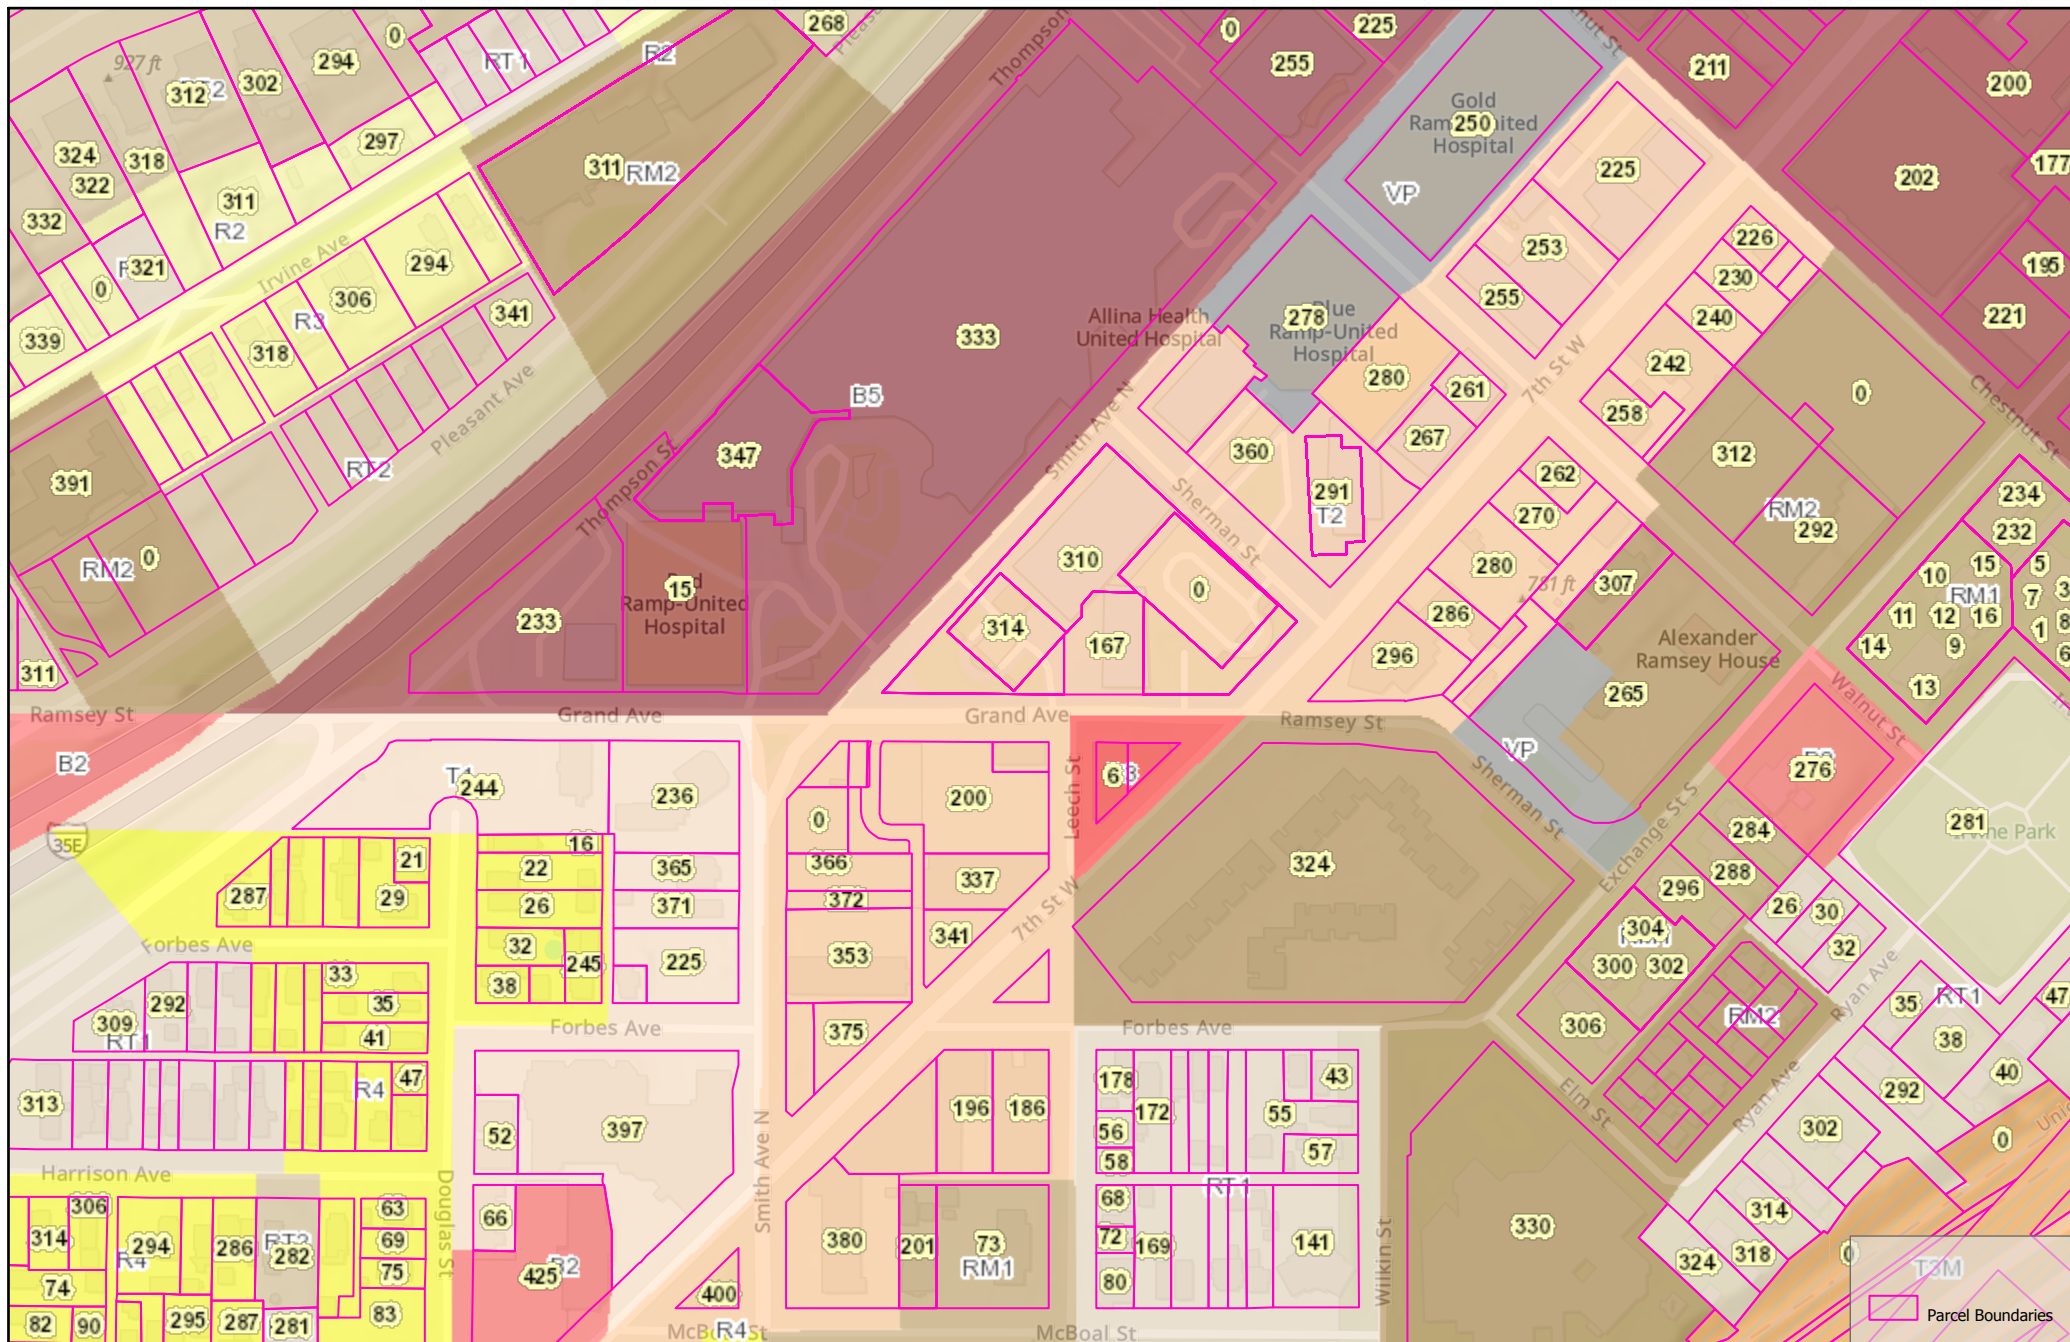 268
0
225
211
200
R2
RT1
294
0
255
927 ft
302
312
297
Thompson
Gold
250
Hospital
VP
225
202
177
324
318
322
311
RM2
311
R2
332
321
0
294
306
R3
341
318
339
Irvine Ave
Pleasant Ave
226
230
240
253
255
242
258
195
221
0
Allina Health
United Hospital
278
Blue
Ramp-United
Hospital
280
261
267
7th St W
333
B5
347
391
RT2
Thompson St
Smith Ave N
Sherman St
360
291
T2
262
270
280
286
296
312
RM2
292
Chestnut St
234
232
15
5
10
RM1
7
11
12
16
1
8
14
9
6
13
RM2
0
311
233
15
Ramp-United
Hospital
310
0
314
167
781 ft
307
Alexander
Ramsey House
265
Walnut St
Ramsey St
Grand Ave
Grand Ave
Ramsey St
B2
244
236
Leech St
6
VP
276
281
Irvine Park
0
200
Sherman St
Exchange St S
284
35E
21
16
22
365
366
337
324
288
296
287
29
26
371
372
26
30
304
32
Forbes Ave
32
245
225
353
341
7th St W
300
302
38
33
35
292
309
RT1
41
Forbes Ave
375
Forbes Ave
306
RM2
Ryan Ave
35
RT1
47
38
40
R4
47
313
52
397
196
186
178
172
56
58
43
55
57
Elm St
Ryan Ave
292
302
0
Harrison Ave
Douglas St
Smith Ave N
306
314
294
R4
286
282
63
69
75
83
66
425
380
201
73
RM1
68
72
169
80
RT1
141
Wilkin St
330
314
318
324
0
T3M
74
82
90
295
287
281
400
R4
McBoal St
Parcel Boundaries